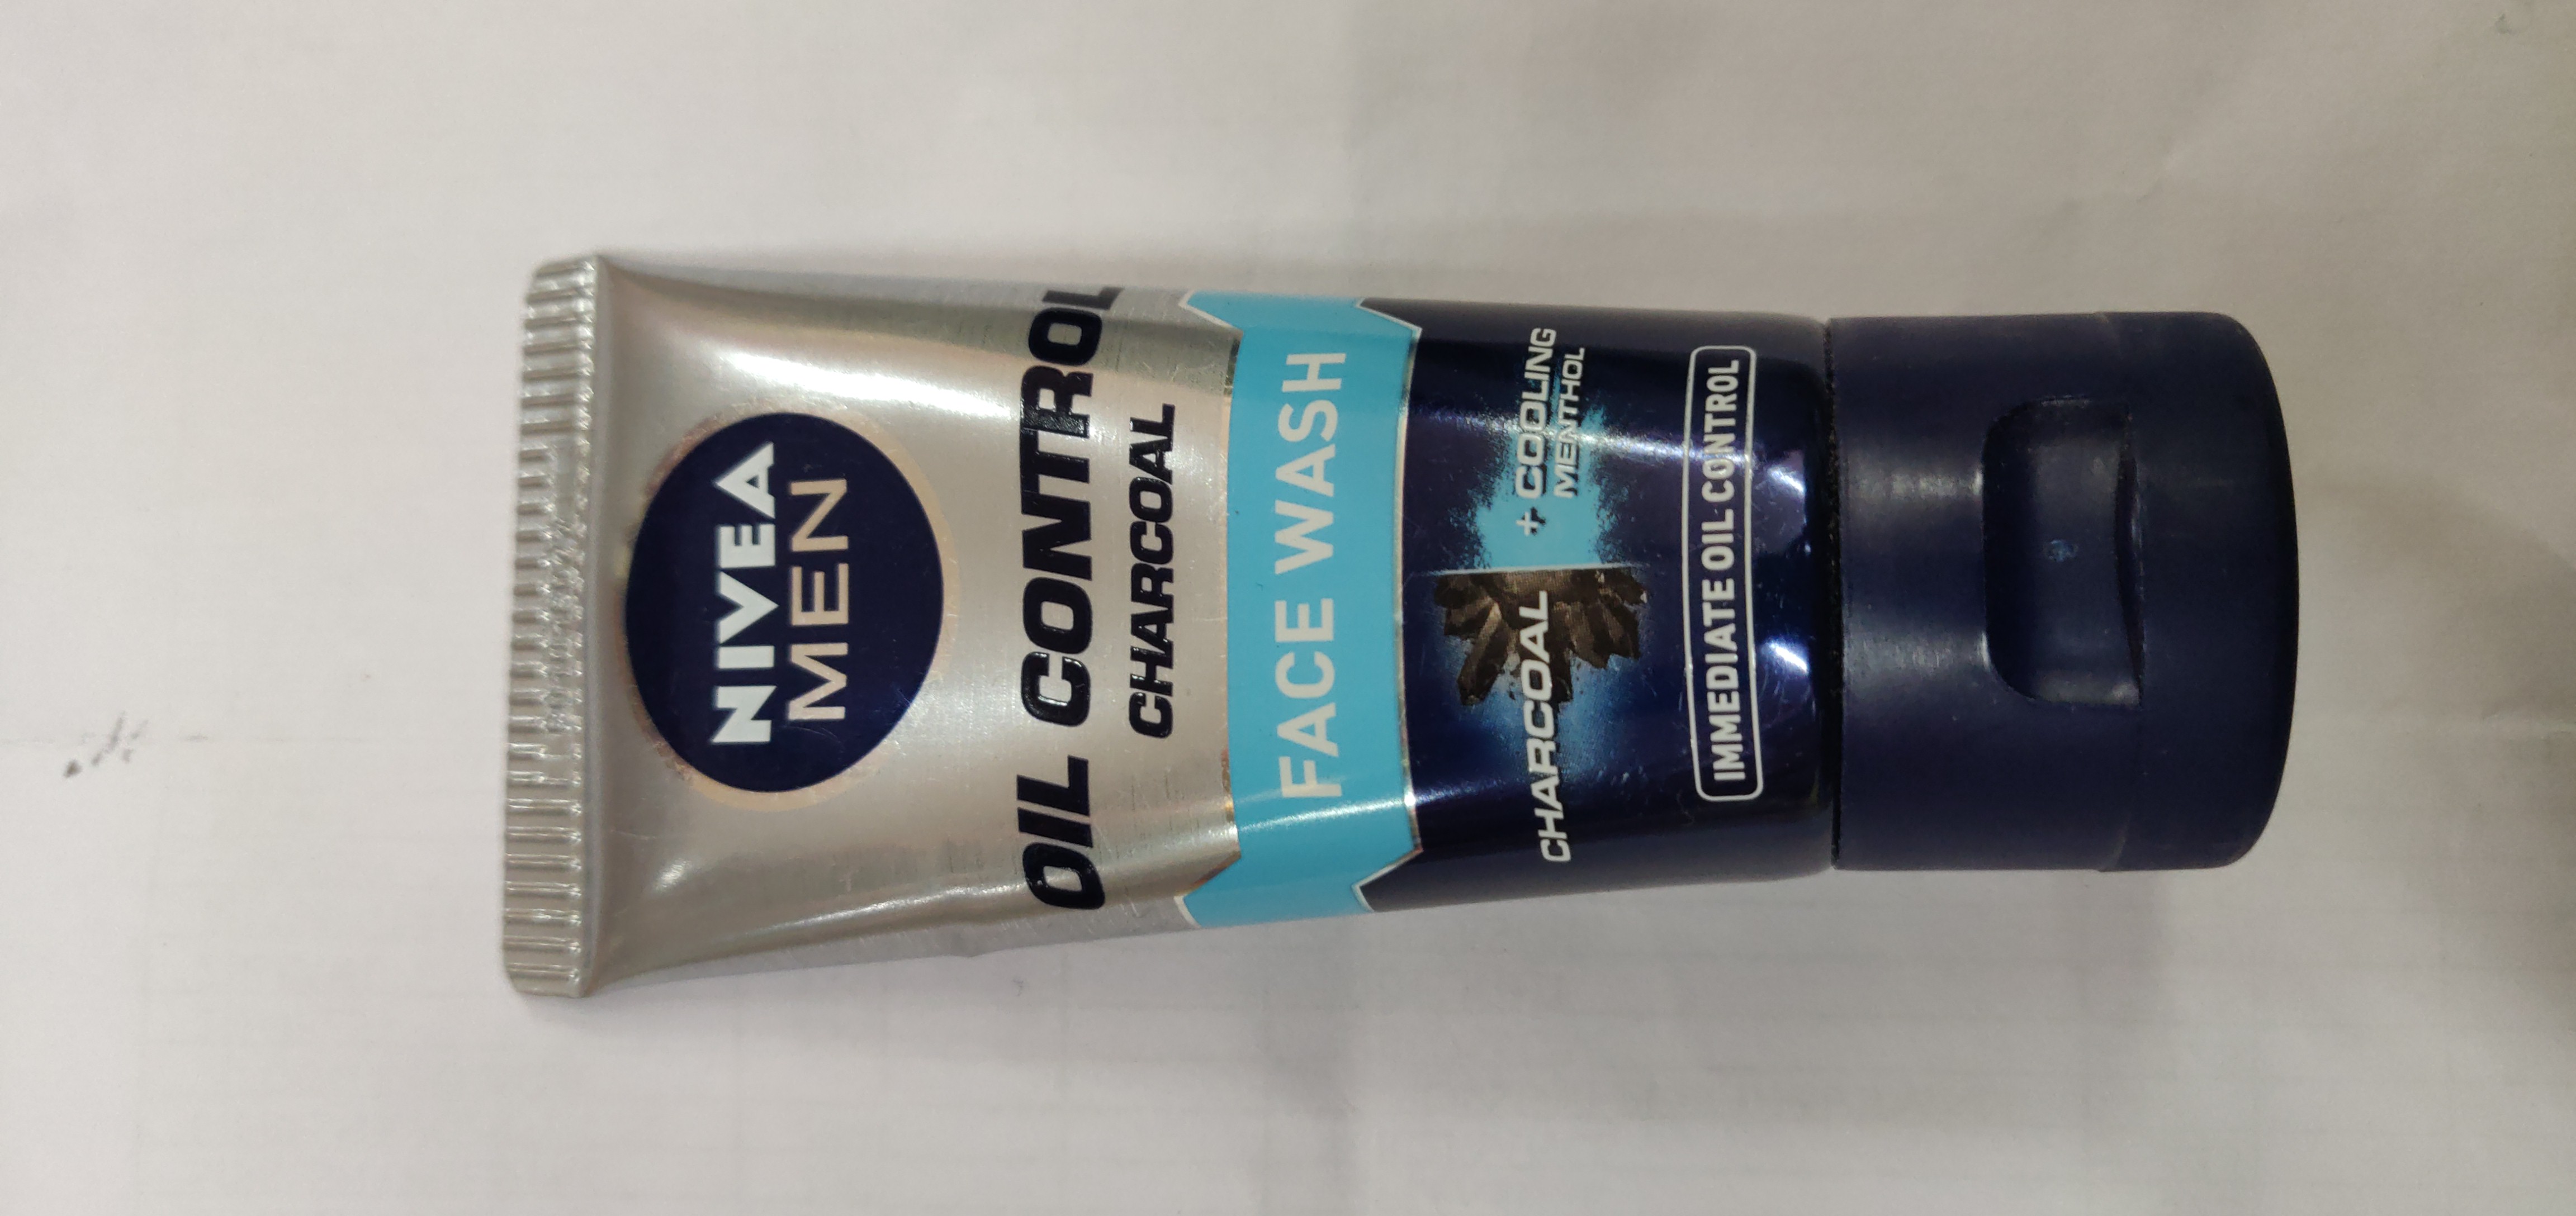 NIVEA
MEN
OIL CONTROL
CHARCOAL
FACE WASH
CHARCOAL
+ COOLING
MENTHOL
IMMEDIATE OIL CONTROL